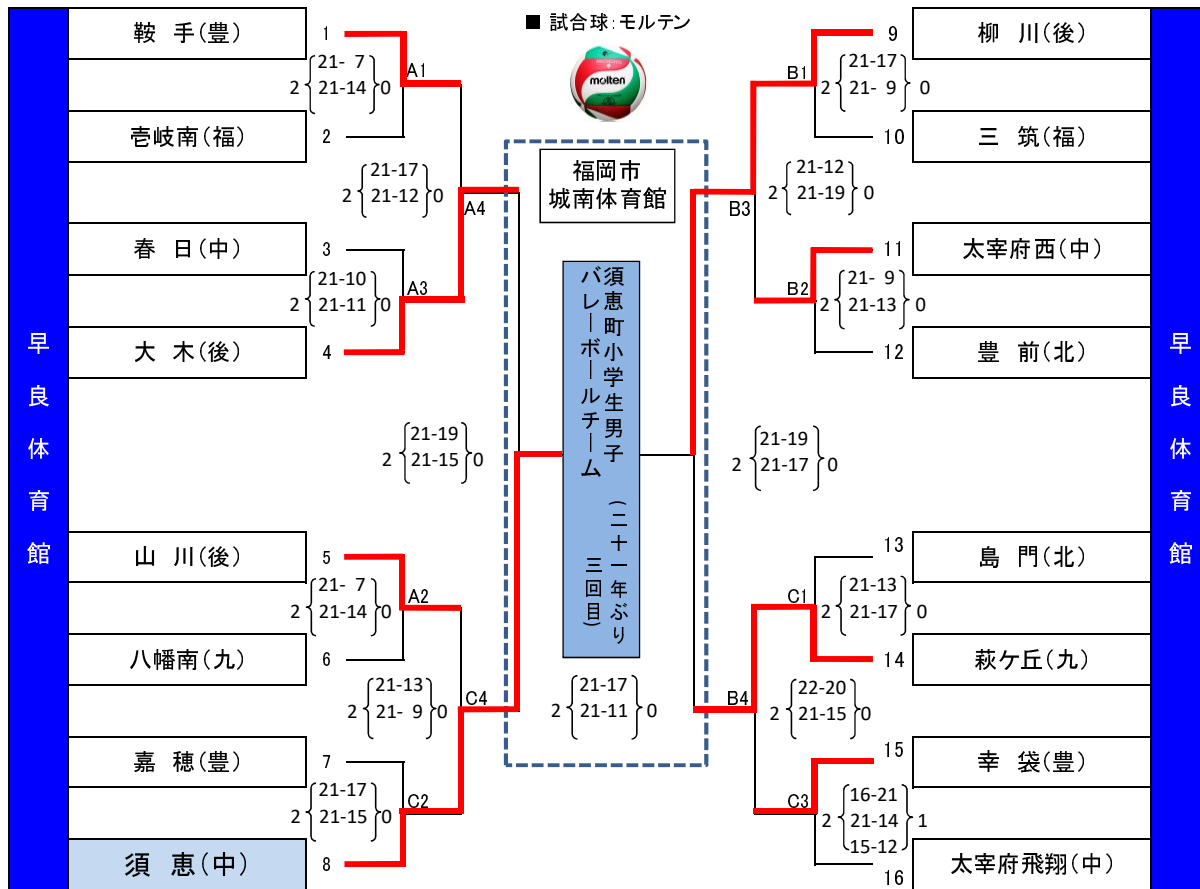 ■ 試合球：モルテン
molten
早良体育館
鞍手(豊)
1
21- 7
2 21-14 0
A1
壱岐南(福)
2
21-17
2 21-12 0
A4
春 日(中)
3
21-10
2 21-11 0
A3
大 木(後)
4
21-19
2 21-15 0
山 川(後)
5
21- 7
2 21-14 0
A2
八幡南(九)
6
21-13
2 21- 9 0
C4
嘉 穂(豊)
7
21-17
2 21-15 0
C2
須 恵(中)
8
福岡市
城南体育館
須恵町小学生男子
バレーボールチーム
(二十一年ぶり
三回目)
21-17
2 21-11 0
9
柳 川(後)
B1
21-17
2 21- 9 0
10
三 筑(福)
B3
21-12
2 21-19 0
11
太宰府西(中)
B2
21- 9
2 21-13 0
12
豊 前(北)
21-19
2 21-17 0
13
島 門(北)
C1
21-13
2 21-17 0
14
萩ケ丘(九)
B4
22-20
2 21-15 0
15
幸 袋(豊)
C3
16-21
2 21-14 1
15-12
16
太宰府飛翔(中)
早良体育館